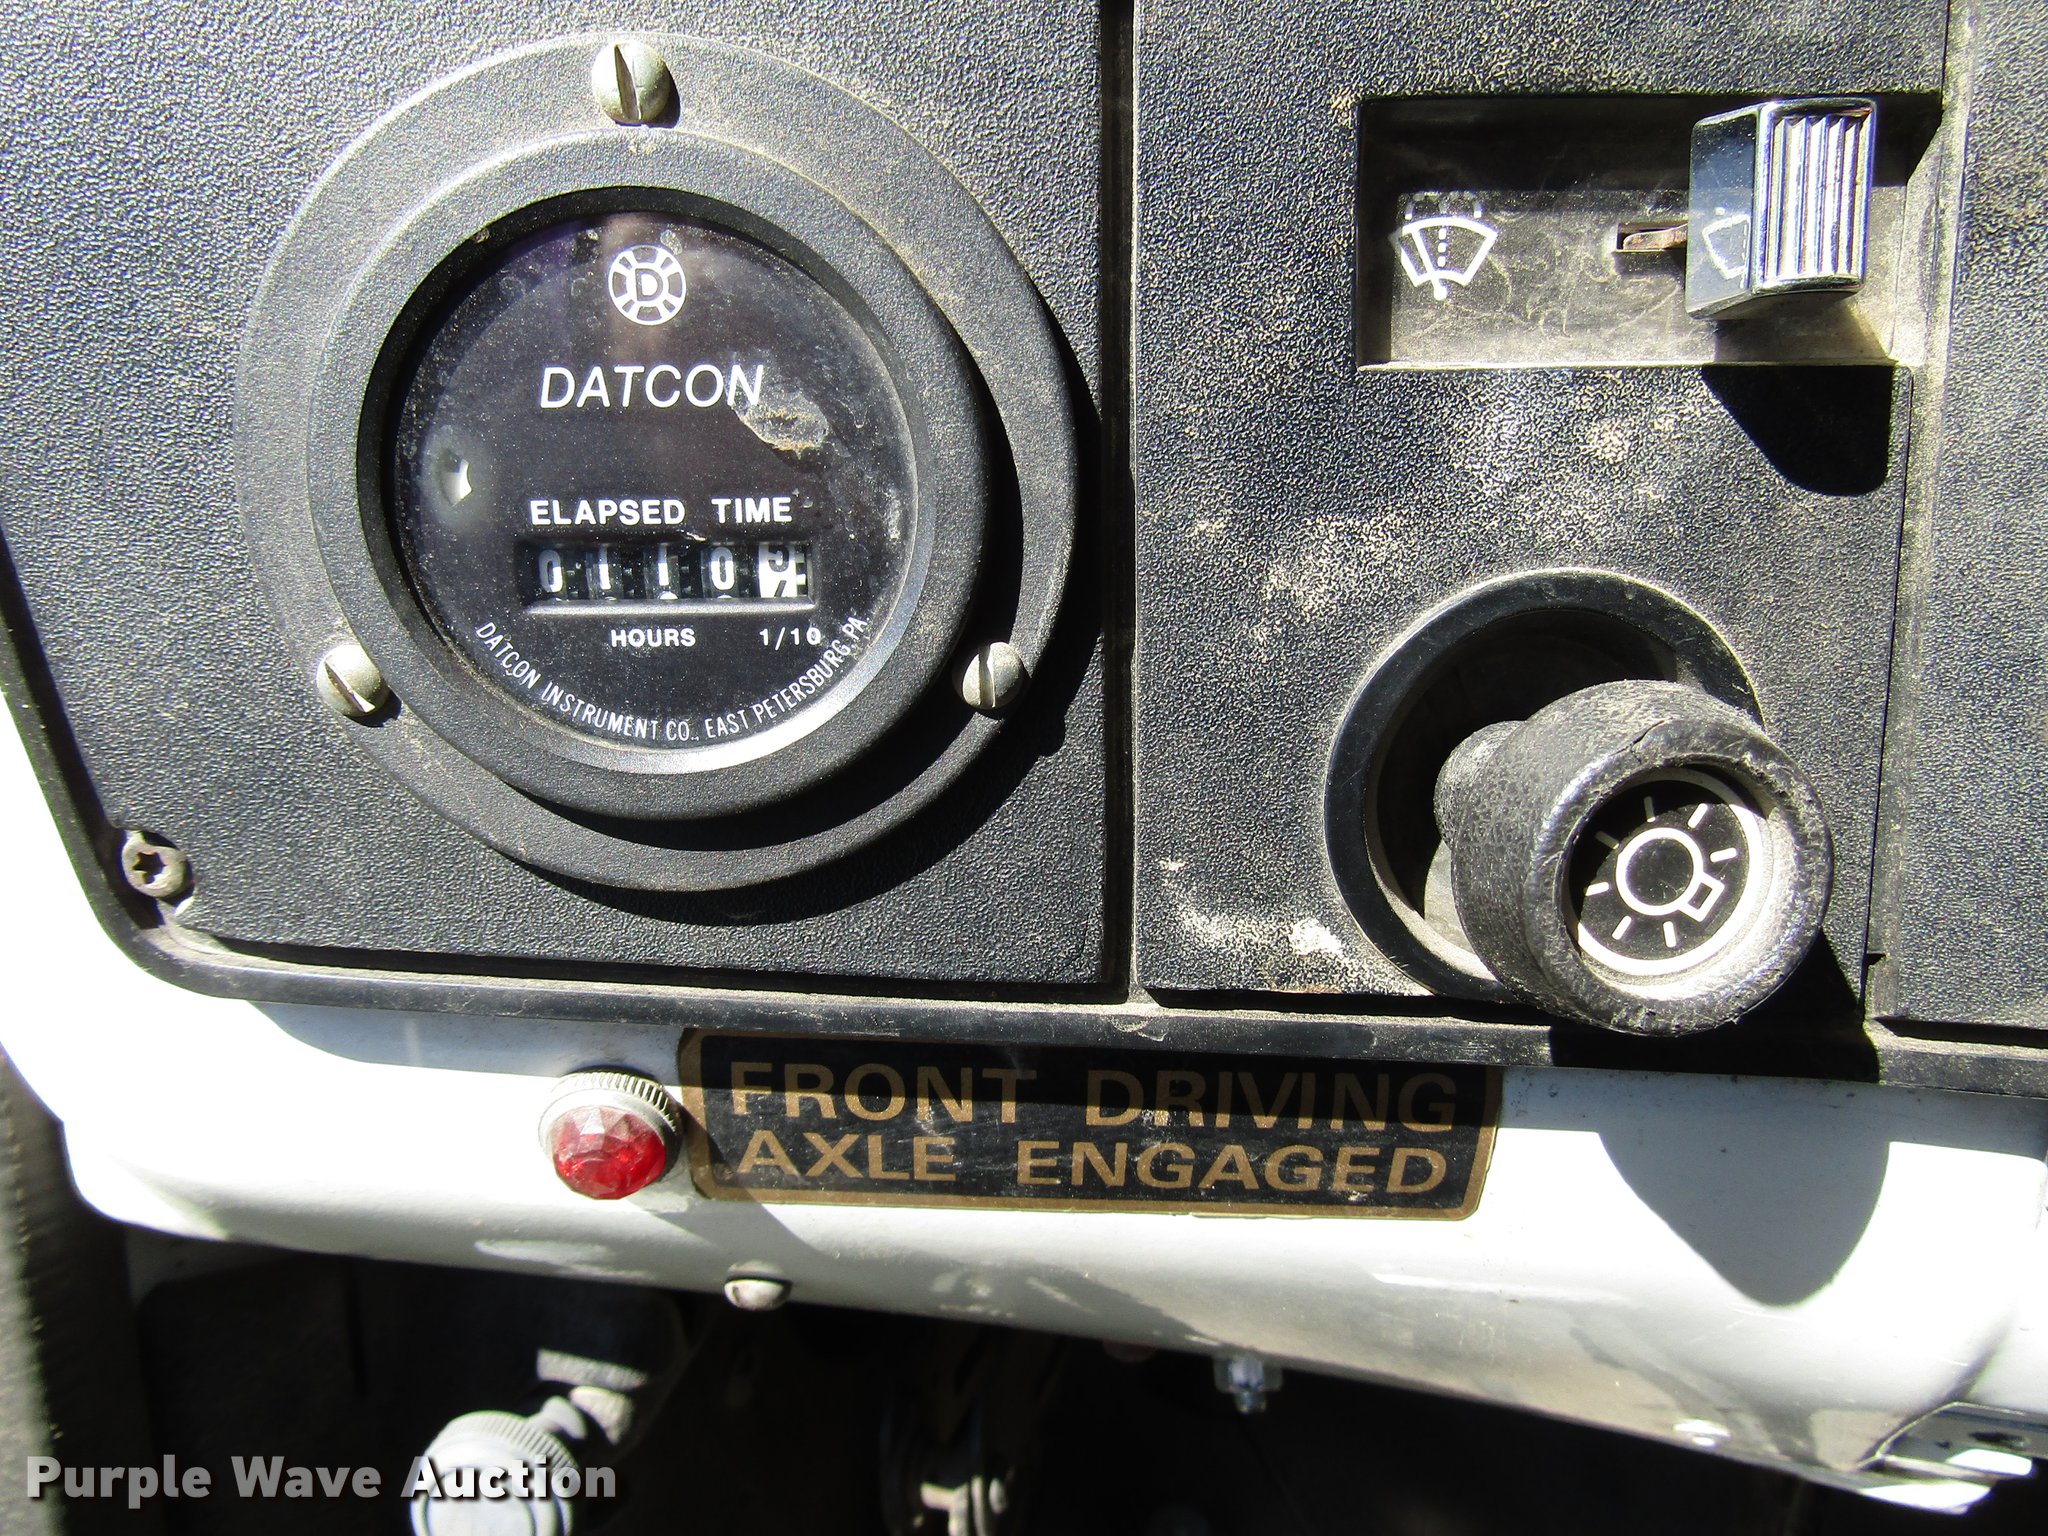 D
DATCON
ELAPSED TIME
0110
HOURS 1/10
DATCON INSTRUMENT CO., EAST PETERSBURG, PA.
FRONT DRIVING
AXLE ENGAGED
Purple Wave Auction